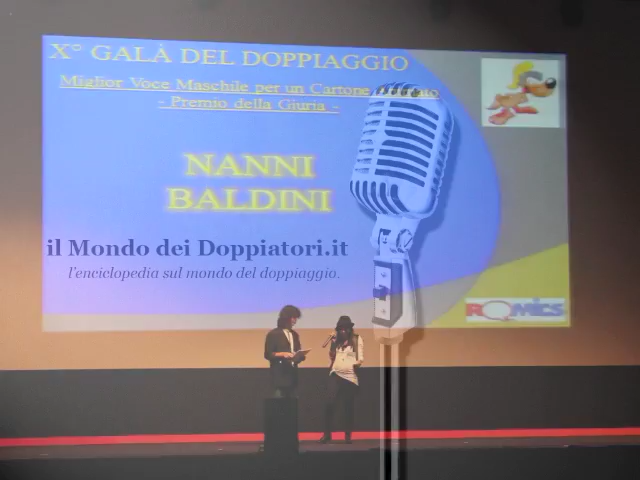 X° GALÀ DEL DOPPIAGGIO
Miglior Voce Maschile per un Cartone
- Premio della Giuria -
NANNI
BALDINI
il Mondo dei Doppiatori.it
l'enciclopedia sul mondo del doppiaggio.
ROMICS